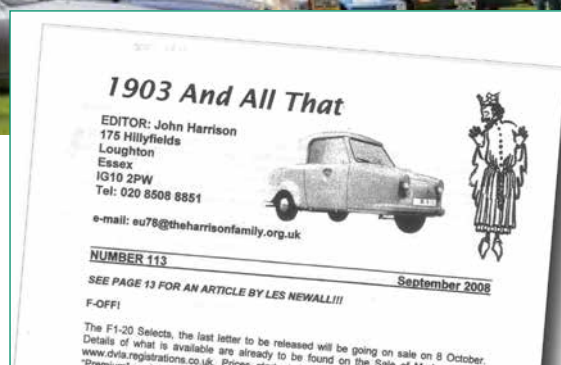 1903 And All That
EDITOR: John Harrison
175 Hillyfields
Loughton
Essex
IG10 2PW
Tel: 020 8508 8851
e-mail: eu78@theharrisonfamily.org.uk
NUMBER 113
September 2008
SEE PAGE 13 FOR AN ARTICLE BY LES NEWALL!!!
F-OFF!
The F1-20 Selects, the last letter to be released will be going on sale on 8 October.
Details of what is available are already to be found on the Sale of
www.dvla.registrations.co.uk. Prices